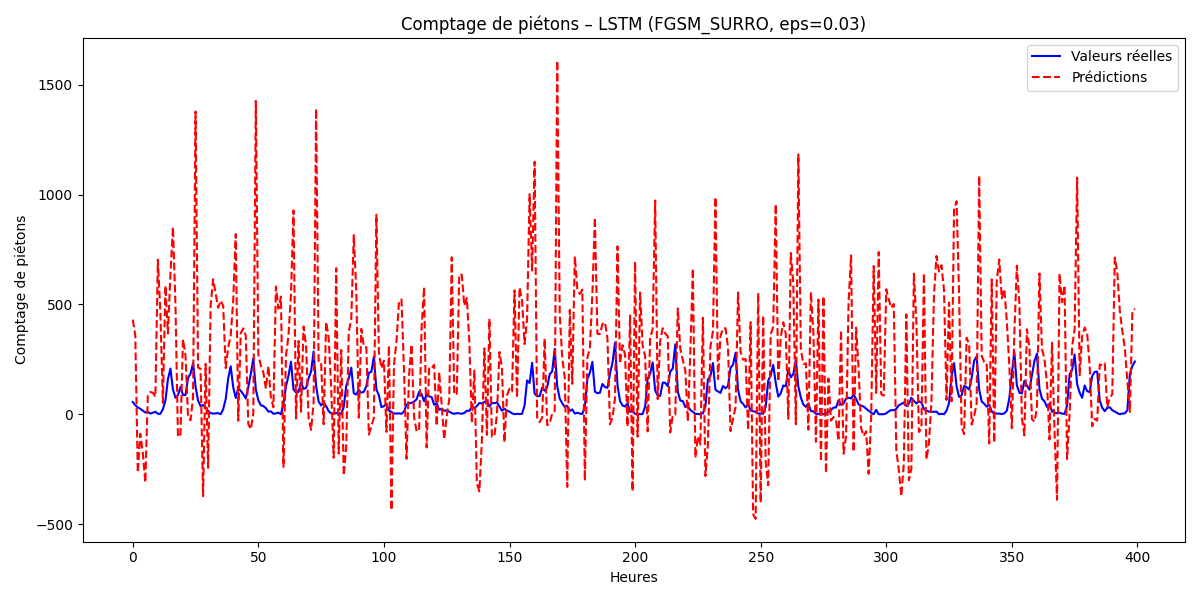 Comptage de piétons – LSTM (FGSM_SURRO, eps=0.03)
Valeurs réelles
Prédictions
Comptage de piétons
1500
1000
500
0
−500
0 50 100 150 200 250 300 350 400
Heures